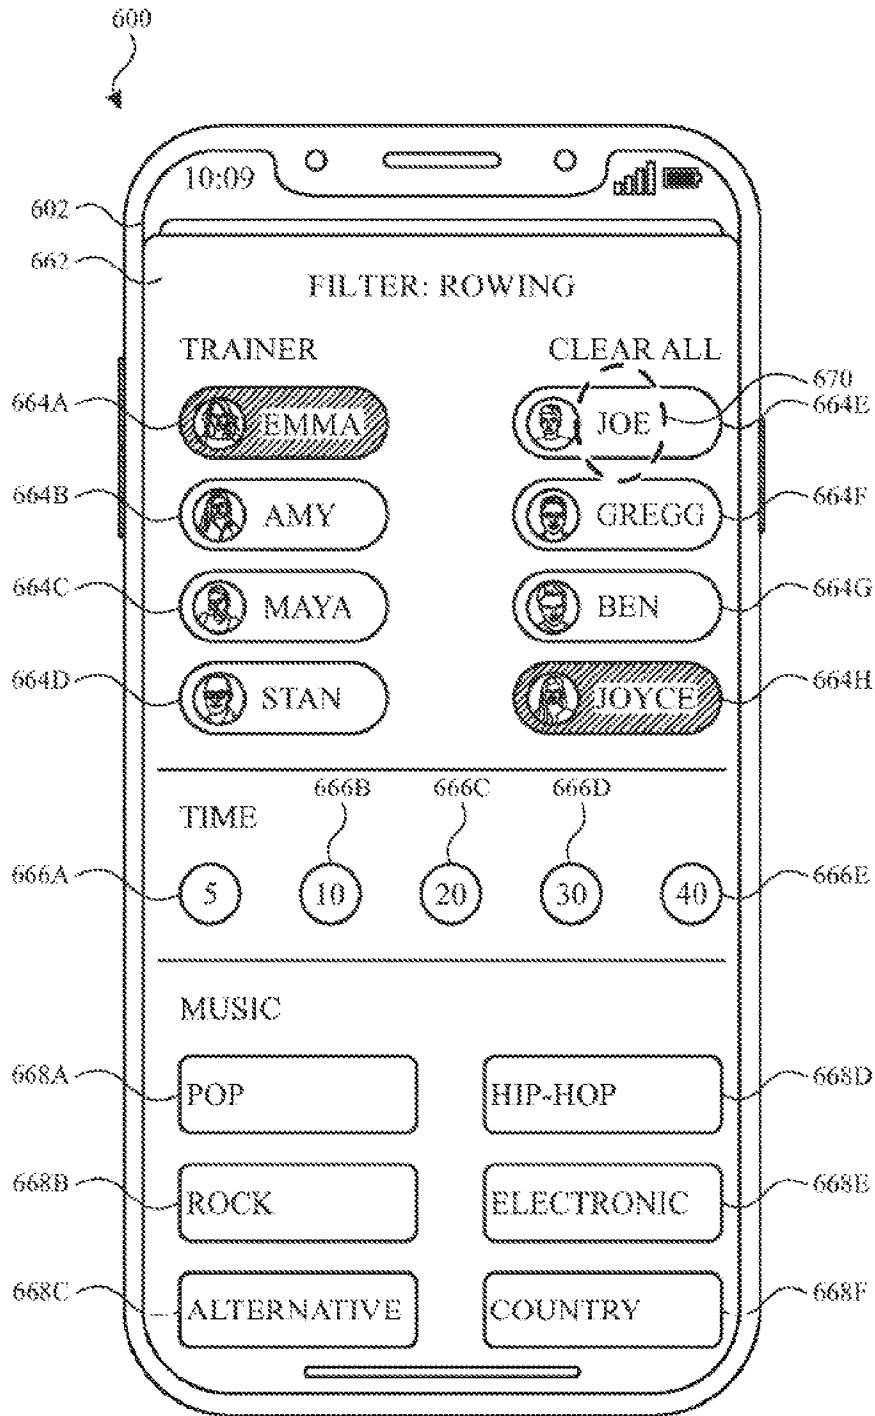 600
10:09
602
662
FILTER: ROWING
TRAINER CLEAR ALL
670
664A EMMA JOE 664E
664B AMY GREGG 664F
664C MAYA BEN 664G
664D STAN JOYCE 664H
666B 666C 666D
TIME
666A 5 10 20 30 40 666E
MUSIC
668A POP HIP-HOP 668D
668B ROCK ELECTRONIC 668E
668C ALTERNATIVE COUNTRY 668F